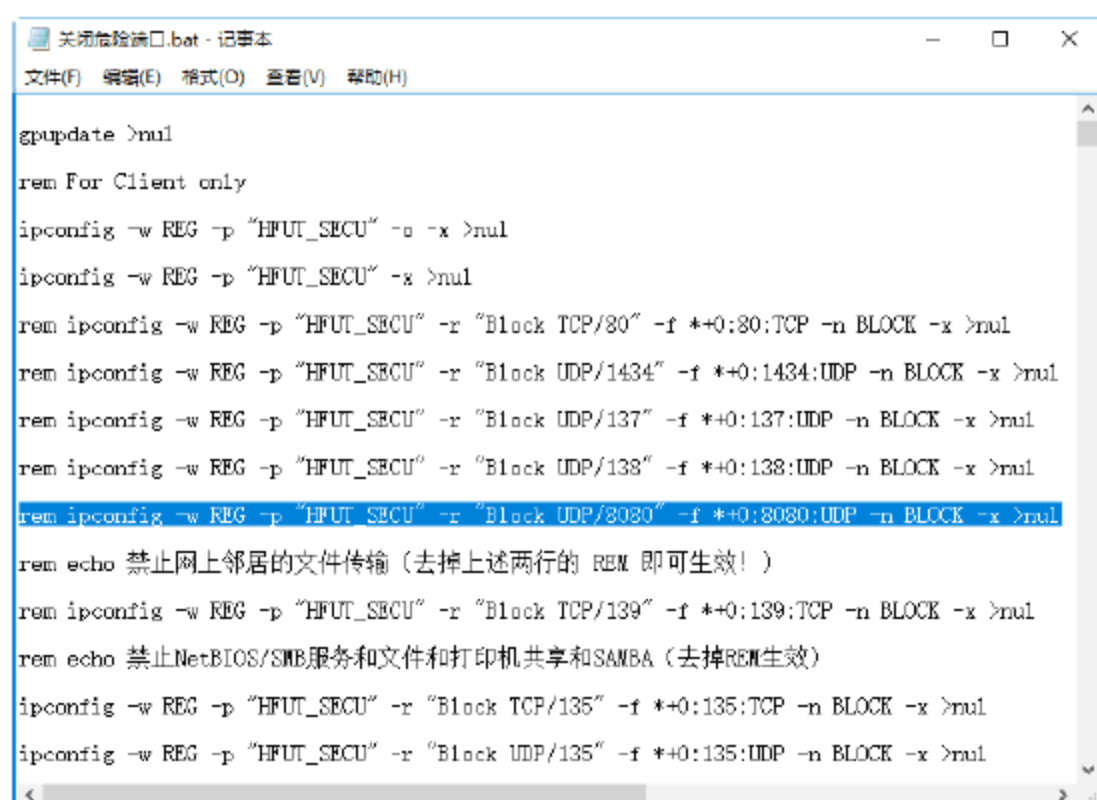 关闭危险端口.bat - 记事本
文件(F) 编辑(E) 格式(O) 查看(V) 帮助(H)
gpupdate >nul
rem For Client only
ipconfig -w REG -p "HFUT_SECU" -o -x >nul
ipconfig -w REG -p "HFUT_SECU" -x >nul
rem ipconfig -w REG -p "HFUT_SECU" -r "Block TCP/80" -f *+0:80:TCP -n BLOCK -x >nul
rem ipconfig -w REG -p "HFUT_SECU" -r "Block UDP/1434" -f *+0:1434:UDP -n BLOCK -x >nul
rem ipconfig -w REG -p "HFUT_SECU" -r "Block UDP/137" -f *+0:137:UDP -n BLOCK -x >nul
rem ipconfig -w REG -p "HFUT_SECU" -r "Block UDP/138" -f *+0:138:UDP -n BLOCK -x >nul
rem ipconfig -w REG -p "HFUT_SECU" -r "Block UDP/8080" -f *+0:8080:UDP -n BLOCK -x >nul
rem echo 禁止网上邻居的文件传输（去掉上述两行的 REM 即可生效！）
rem ipconfig -w REG -p "HFUT_SECU" -r "Block TCP/139" -f *+0:139:TCP -n BLOCK -x >nul
rem echo 禁止NetBIOS/SMB服务和文件和打印机共享和SAMBA（去掉REM生效）
ipconfig -w REG -p "HFUT_SECU" -r "Block TCP/135" -f *+0:135:TCP -n BLOCK -x >nul
ipconfig -w REG -p "HFUT_SECU" -r "Block UDP/135" -f *+0:135:UDP -n BLOCK -x >nul